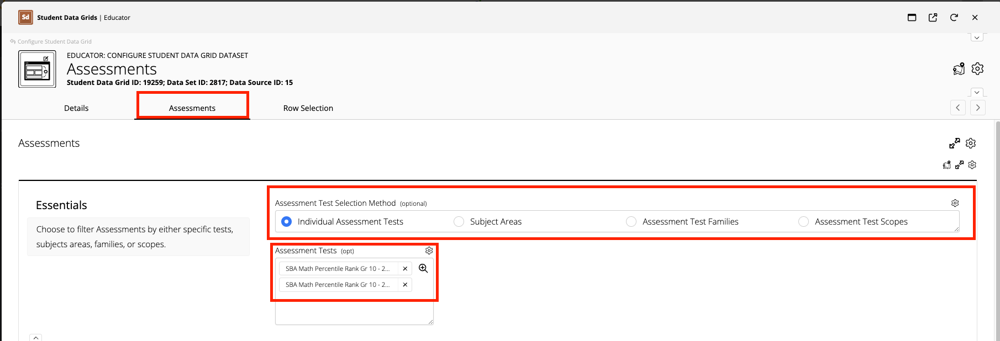 Sd Student Data Grids | Educator
Configure Student Data Grid
EDUCATOR: CONFIGURE STUDENT DATA GRID DATASET
Assessments
Student Data Grid ID: 19259; Data Set ID: 2817; Data Source ID: 15
Details Assessments Row Selection
Assessments
Essentials
Choose to filter Assessments by either specific tests,
subjects areas, families, or scopes.
Assessment Test Selection Method (optional)
Individual Assessment Tests Subject Areas Assessment Test Families Assessment Test Scopes
Assessment Tests (opt)
SBA Math Percentile Rank Gr 10 - 2...
SBA Math Percentile Rank Gr 10 - 2...